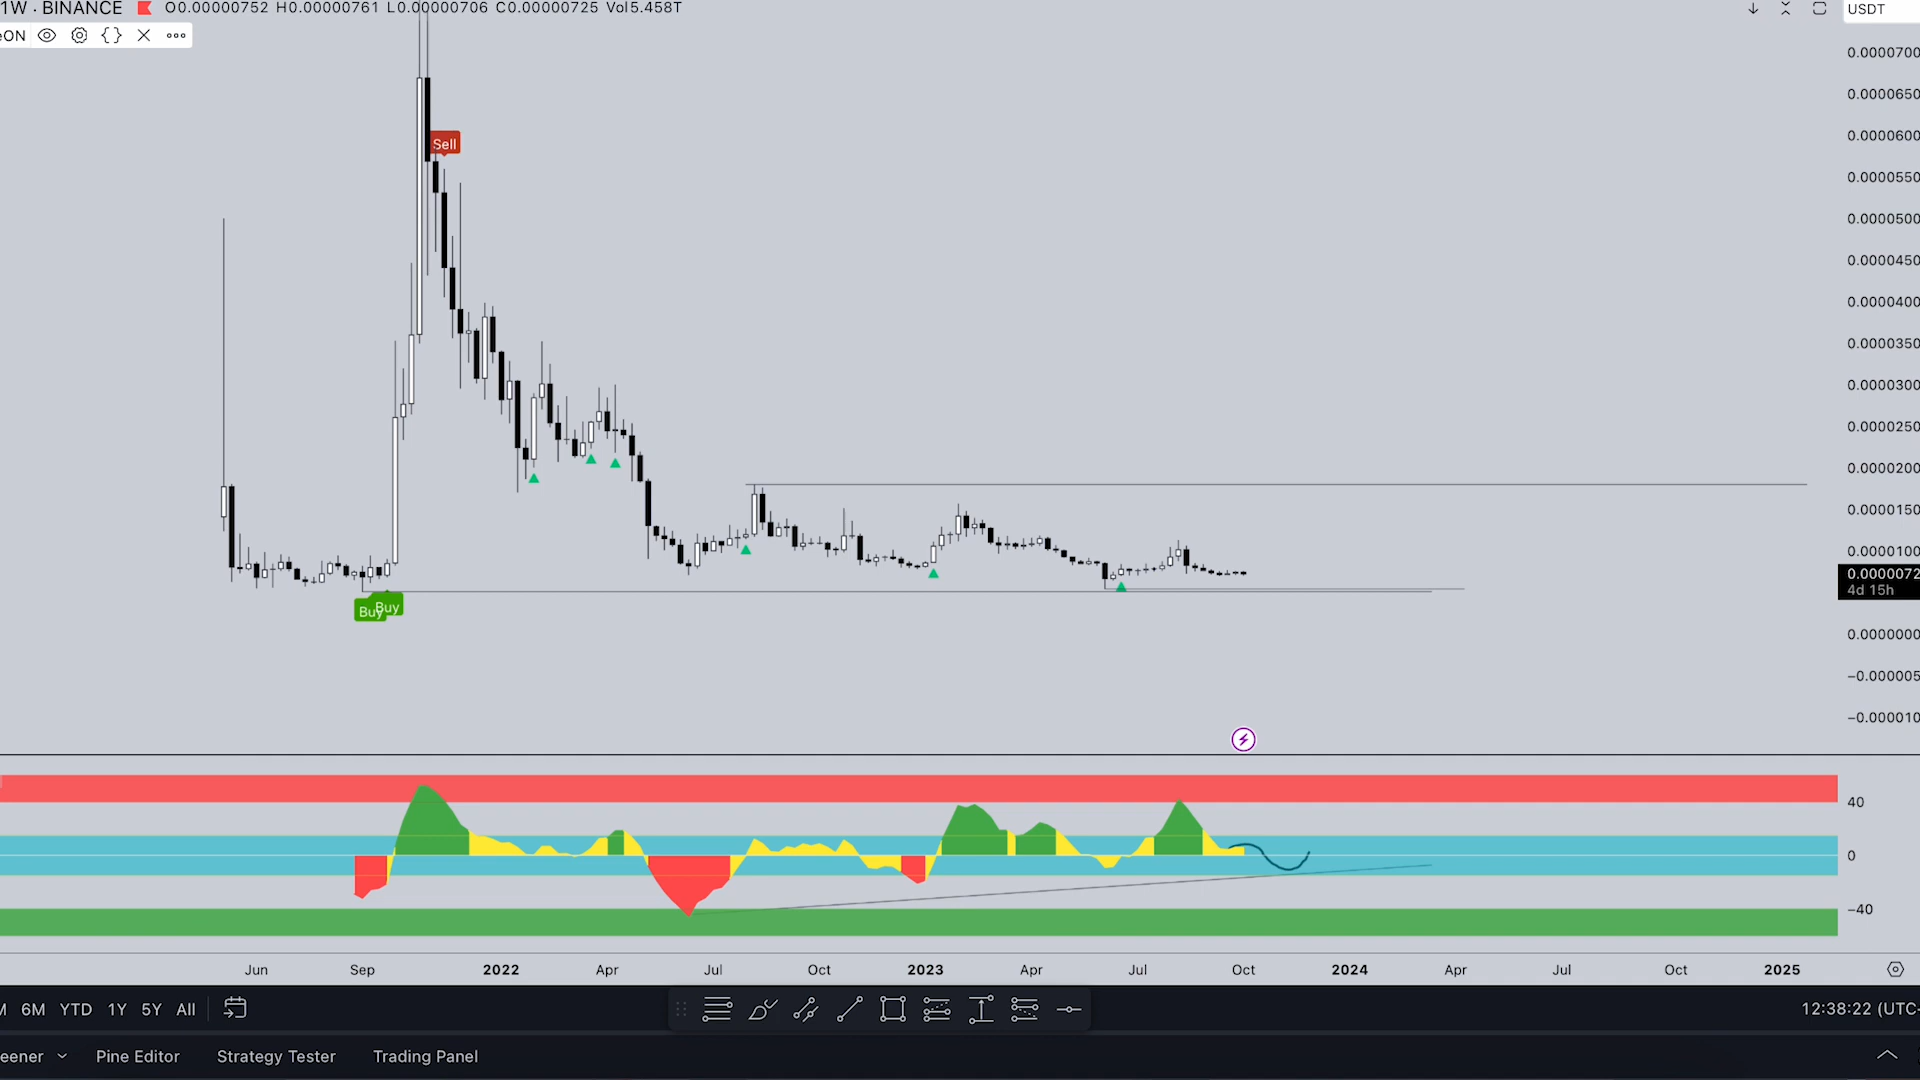 1W · BINANCE O0.00000752 H0.00000761 L0.00000706 C0.00000725 Vol5.458T
USDT
eON
0.0000700
0.0000650
Sell
0.0000600
0.0000550
0.0000500
0.0000450
0.0000400
0.0000350
0.0000300
0.0000250
0.0000200
0.0000150
0.0000100
0.0000072
4d 15h
Buy Buy
0.0000000
−0.000005
−0.000010
40
0
−40
Jun Sep 2022 Apr Jul Oct 2023 Apr Jul Oct 2024 Apr Jul Oct 2025
M 6M YTD 1Y 5Y All
12:38:22 (UTC-
eener Pine Editor Strategy Tester Trading Panel